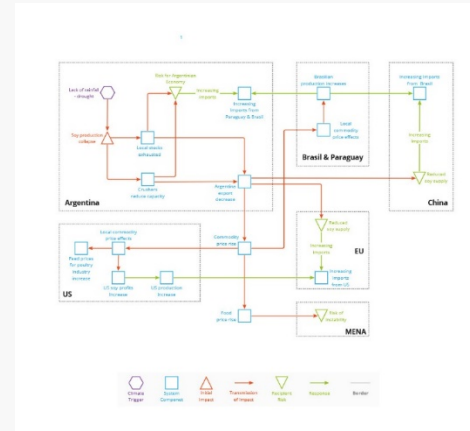 Lack of rainfall
- drought
Risk for Argentinean
Economy
Increasing
imports
Increasing
imports from
Paraguay & Brazil
Soy production
collapse
Local stocks
exhausted
Crushers
reduce capacity
Argentine
export
decrease
Argentina
Brazilian
production increases
Local
commodity
price effects
Brasil & Paraguay
Increasing imports
from Brazil
Increasing
imports
Reduced
soy supply
China
Local commodity
price effects
Commodity
price rise
Feed prices
for poultry
industry
increase
US soy profits
increase
US production
increase
US
Reduced
soy supply
Increasing
imports
Increasing
imports
from US
EU
Food
price rise
Risk of
instability
MENA
Climate
Trigger
System
Component
Initial
Impact
Transmission
of impact
Recipient
Risk
Response
Border